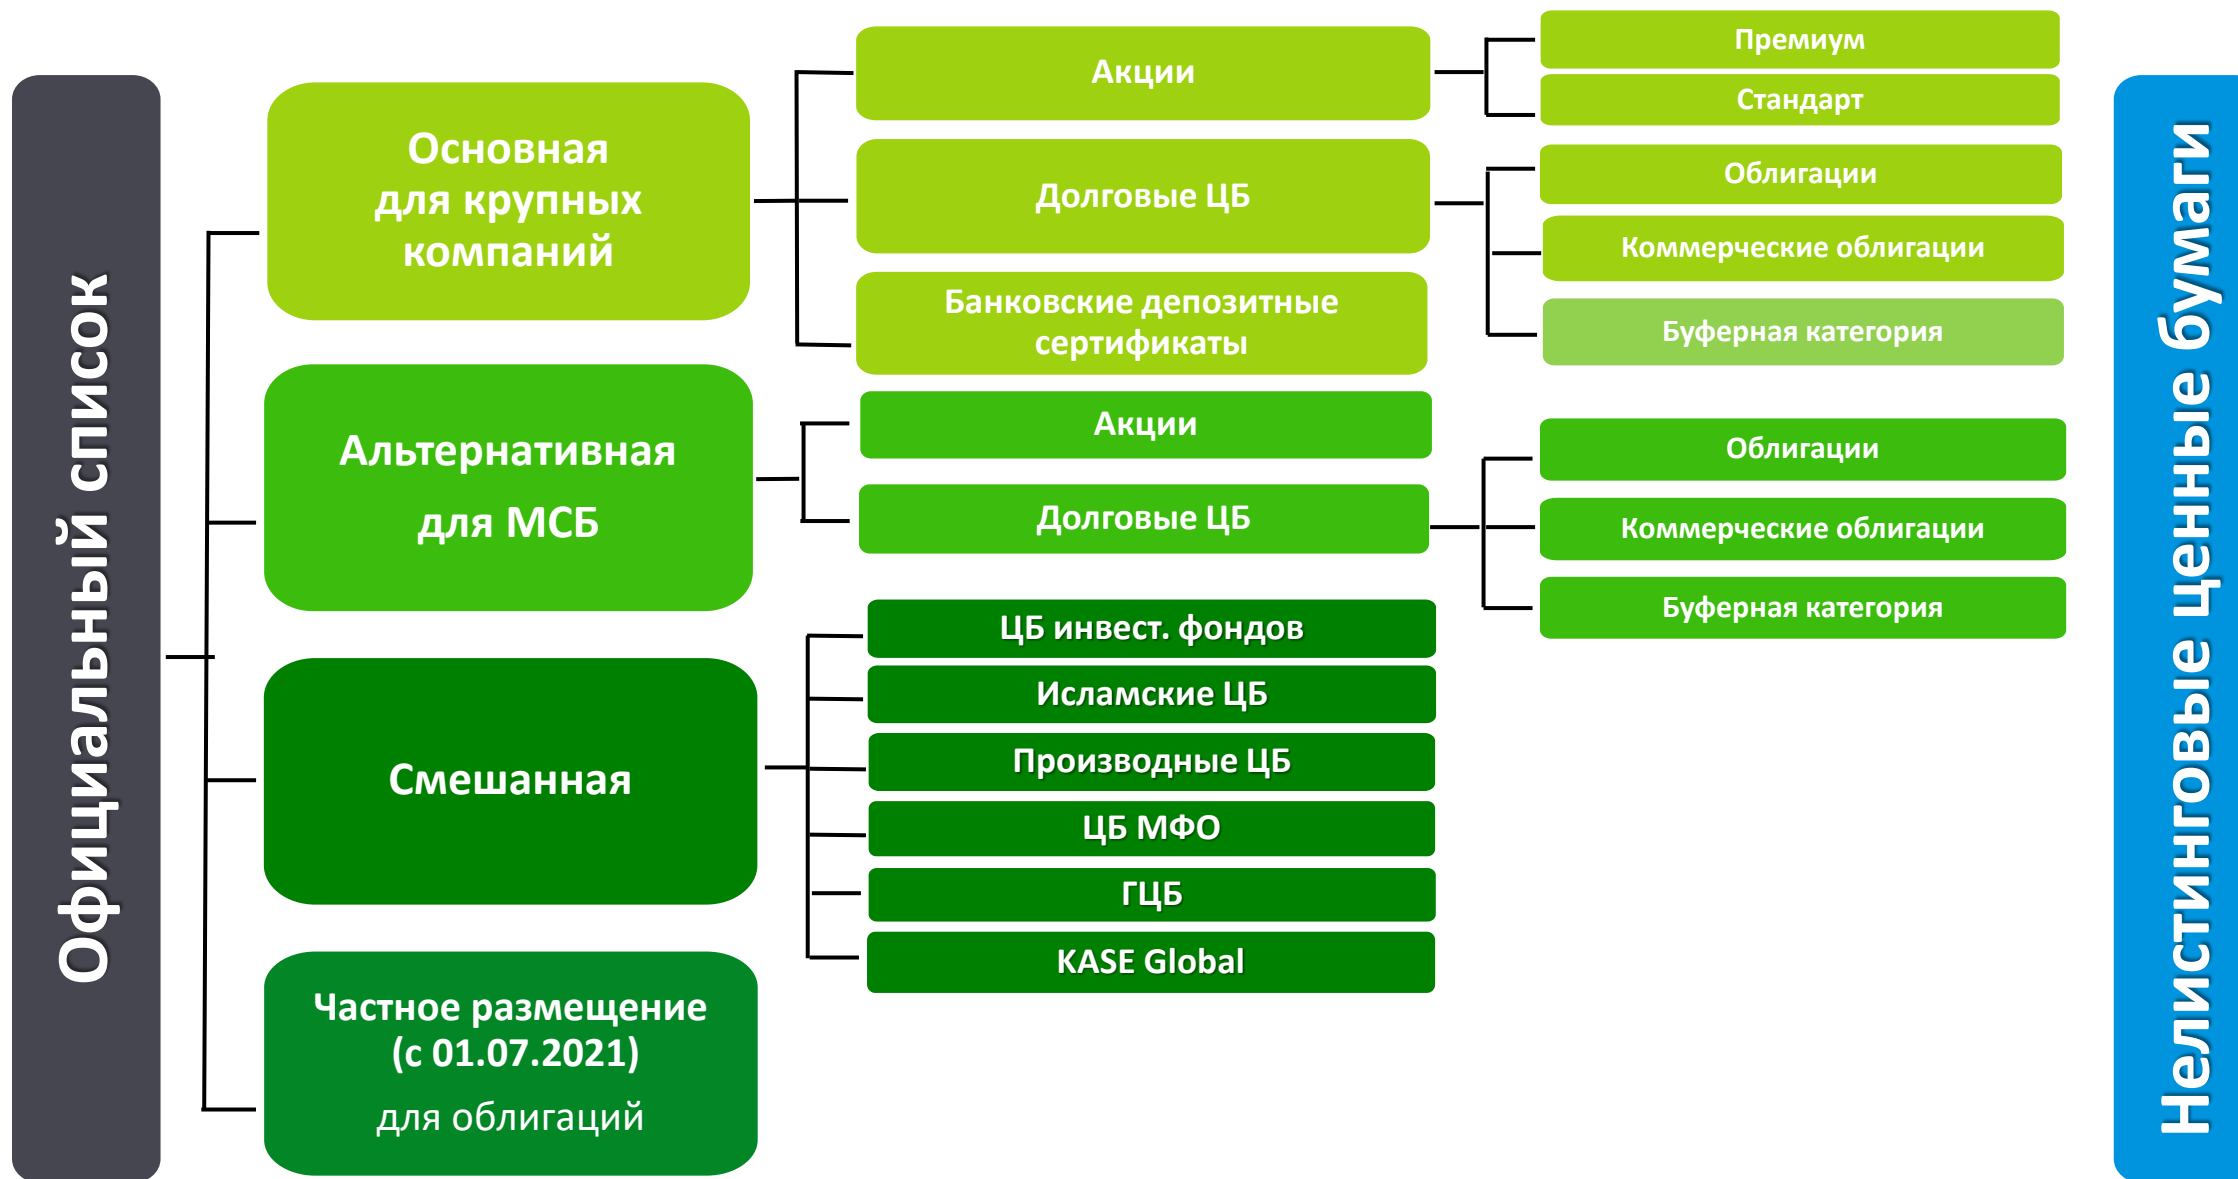 Официальный список
Основная
для крупных
компаний
Акции
Премиум
Стандарт
Долговые ЦБ
Облигации
Коммерческие облигации
Буферная категория
Банковские депозитные
сертификаты
Альтернативная
для МСБ
Акции
Долговые ЦБ
Облигации
Коммерческие облигации
Буферная категория
Смешанная
ЦБ инвест. фондов
Исламские ЦБ
Производные ЦБ
ЦБ МФО
ГЦБ
KASE Global
Частное размещение
(с 01.07.2021)
для облигаций
Нелистинговые ценные бумаги